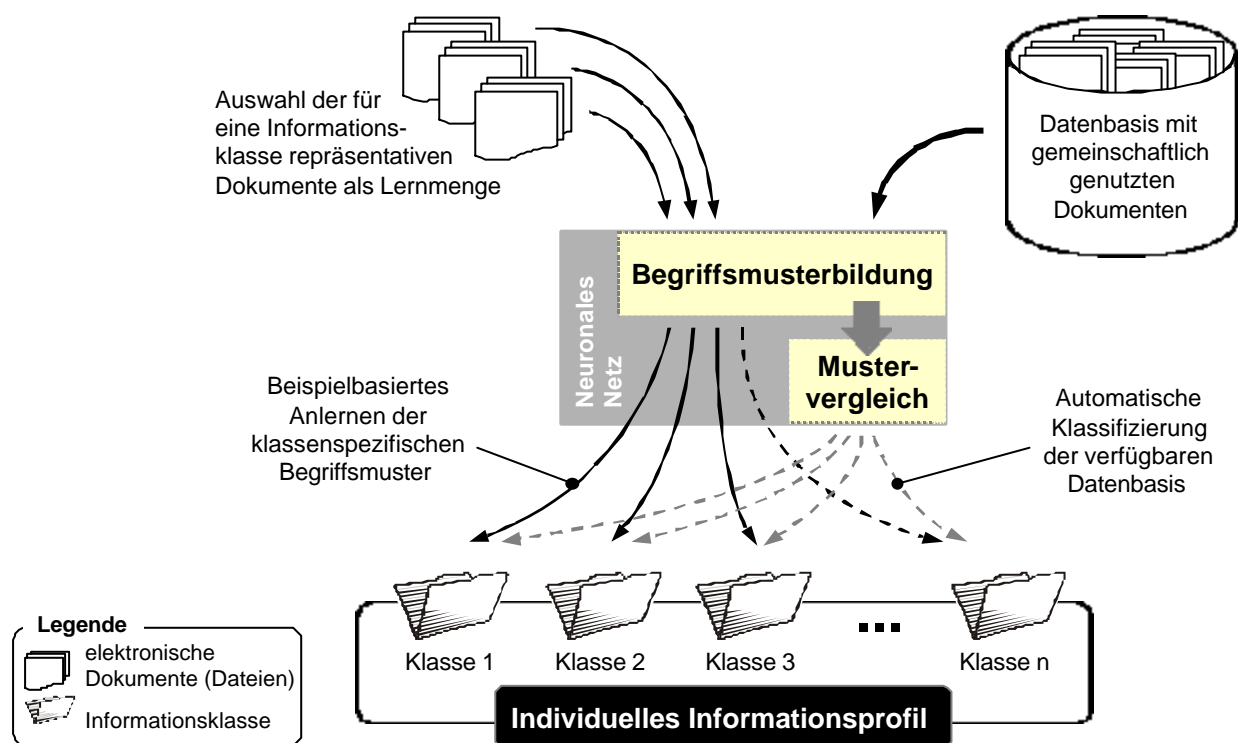 Auswahl der für
eine Informations-
klasse repräsentativen
Dokumente als Lernmenge
Datenbasis mit
gemeinschaftlich
genutzten
Dokumenten
Neuronales
Netz
Begriffsmusterbildung
Muster-
vergleich
Beispielbasiertes
Anlernen der
klassenspezifischen
Begriffsmuster
Automatische
Klassifizierung
der verfügbaren
Datenbasis
Klasse 1
Klasse 2
Klasse 3
...
Klasse n
Individuelles Informationsprofil
Legende
elektronische
Dokumente (Dateien)
Informationsklasse